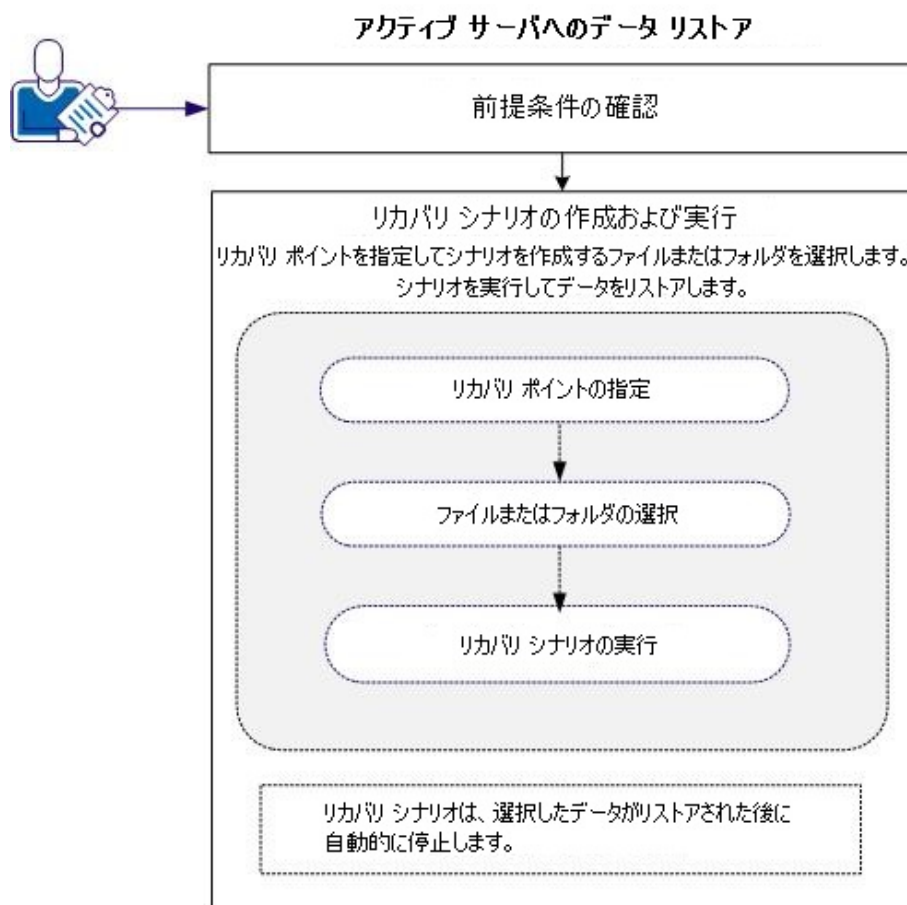 アクティブ サーバへのデータ リストア
前提条件の確認
リカバリ シナリオの作成および実行
リカバリ ポイントを指定してシナリオを作成するファイルまたはフォルダを選択します。
シナリオを実行してデータをリストアします。
リカバリ ポイントの指定
ファイルまたはフォルダの選択
リカバリ シナリオの実行
リカバリ シナリオは、選択したデータがリストアされた後に
自動的に停止します。